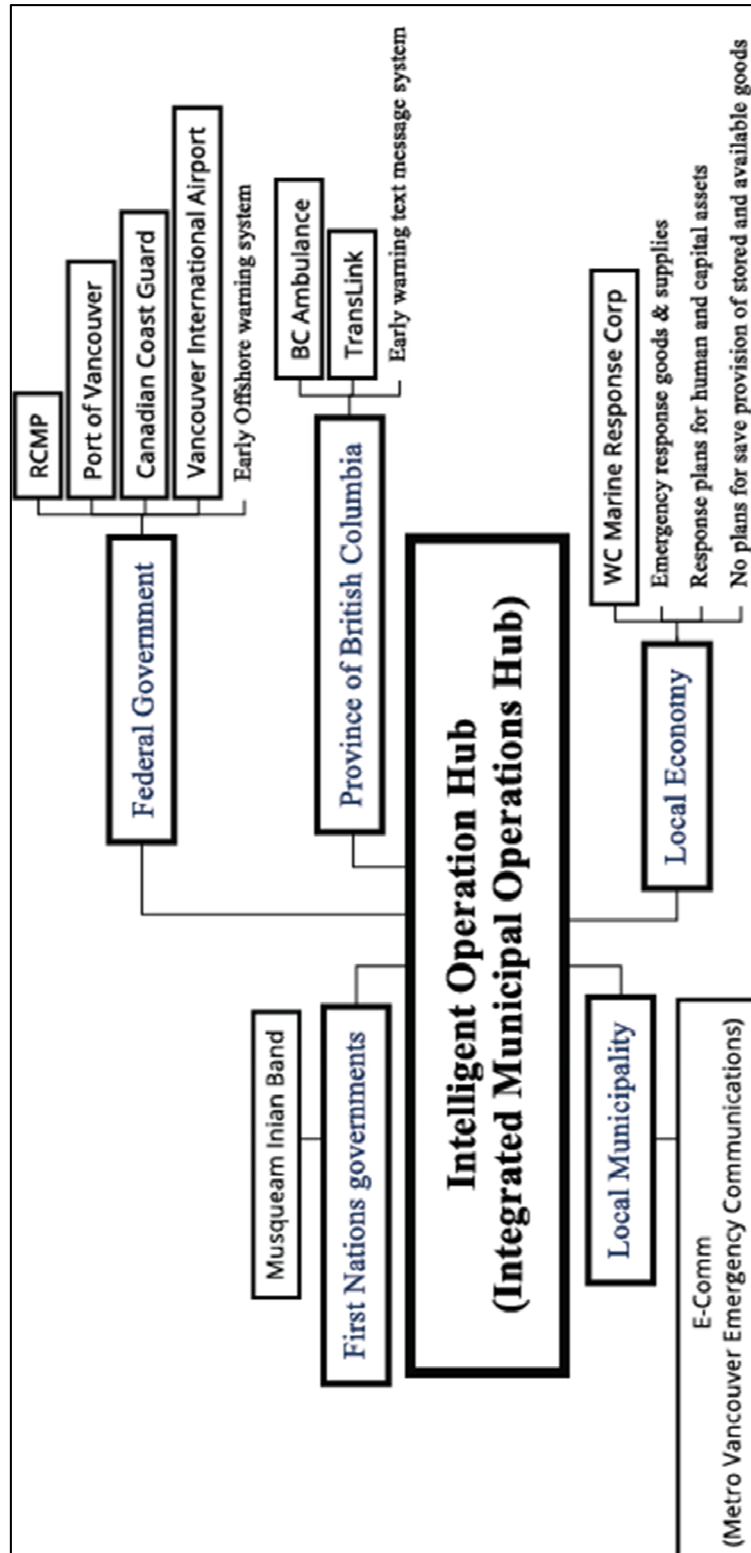 RCMP
Port of Vancouver
Canadian Coast Guard
Vancouver International Airport
Early Offshore warning system
Federal Government
BC Ambulance
TransLink
Early warning text message system
Province of British Columbia
Musqueam Inian Band
First Nations governments
Intelligent Operation Hub
(Integrated Municipal Operations Hub)
Local Municipality
E-Comm
(Metro Vancouver Emergency Communications)
Local Economy
WC Marine Response Corp
Emergency response goods & supplies
Response plans for human and capital assets
No plans for save provision of stored and available goods